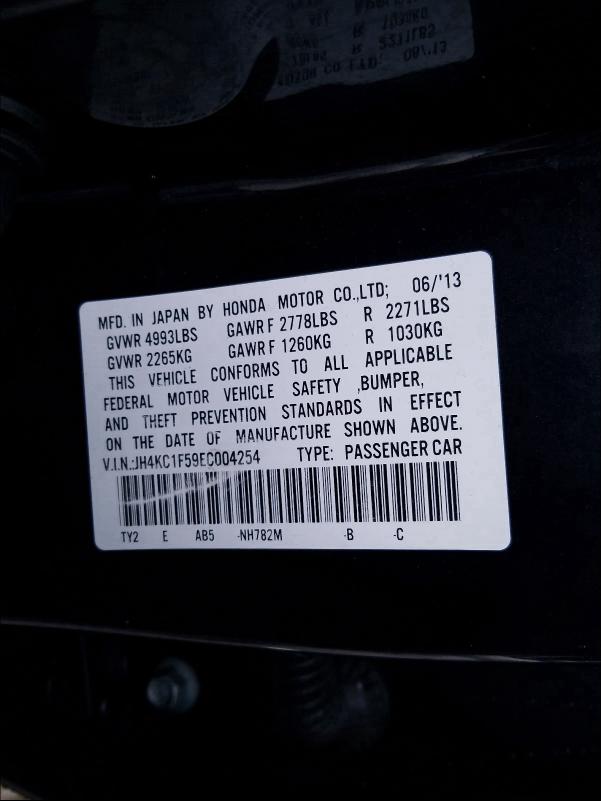 MFD. IN JAPAN BY HONDA MOTOR CO.,LTD; 06/'13
GVWR 4993LBS GAWR F 2778LBS R 2271LBS
GVWR 2265KG GAWR F 1260KG R 1030KG
THIS VEHICLE CONFORMS TO ALL APPLICABLE
FEDERAL MOTOR VEHICLE SAFETY ,BUMPER,
AND THEFT PREVENTION STANDARDS IN EFFECT
ON THE DATE OF MANUFACTURE SHOWN ABOVE.
V.I.N.:JH4KC1F59EC004254 TYPE: PASSENGER CAR
TY2 E AB5 -NH782M -B -C